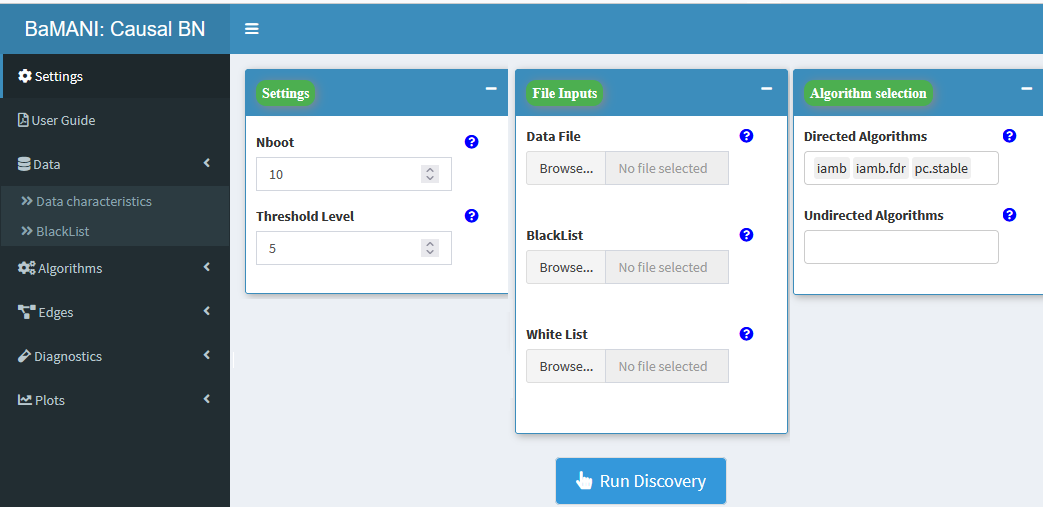 BaMANI: Causal BN
Settings
User Guide
Data
Data characteristics
BlackList
Algorithms
Edges
Diagnostics
Plots
Settings
Nboot
10
Threshold Level
5
File Inputs
Data File
Browse... No file selected
BlackList
Browse... No file selected
White List
Browse... No file selected
Algorithm selection
Directed Algorithms
iamb iamb.fdr pc.stable
Undirected Algorithms
Run Discovery